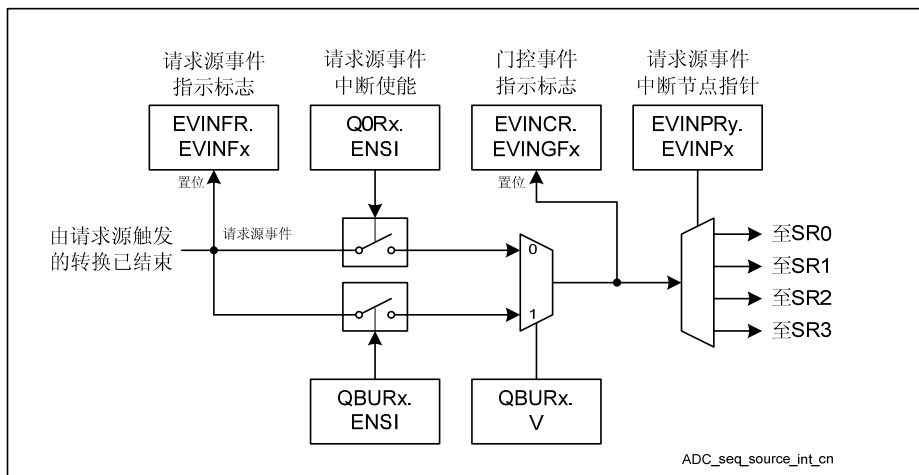 请求源事件
指示标志
请求源事件
中断使能
门控事件
指示标志
请求源事件
中断节点指针
EVINFR.
EVINFx
Q0Rx.
ENSI
EVINCR.
EVINGFx
EVINPRy.
EVINPx
置位
置位
由请求源触发
的转换已结束
请求源事件
0
1
至SR0
至SR1
至SR2
至SR3
QBURx.
ENSI
QBURx.
V
ADC_seq_source_int_cn